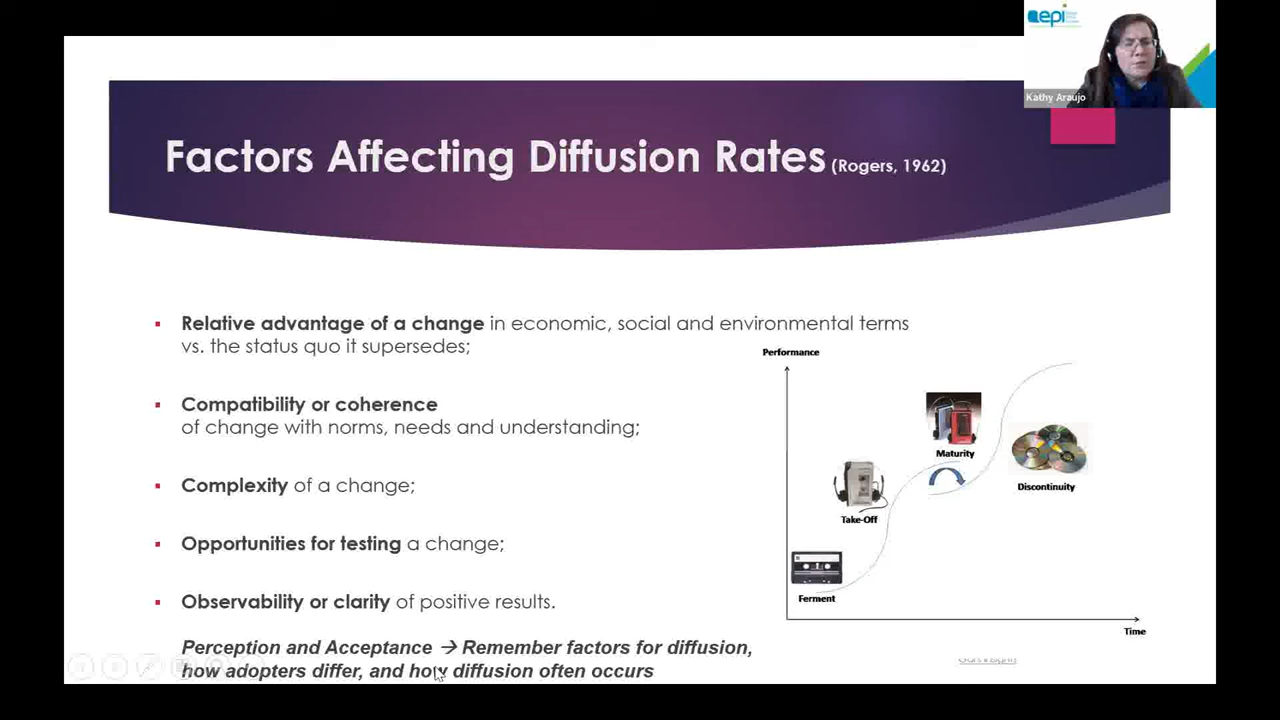 epi
Kathy Araujo
Factors Affecting Diffusion Rates (Rogers, 1962)
▪ Relative advantage of a change in economic, social and environmental terms
vs. the status quo it supersedes;
▪ Compatibility or coherence
of change with norms, needs and understanding;
▪ Complexity of a change;
▪ Opportunities for testing a change;
▪ Observability or clarity of positive results.
Perception and Acceptance → Remember factors for diffusion,
how adopters differ, and how diffusion often occurs
Performance
Maturity
Discontinuity
Take-Off
Ferment
Time